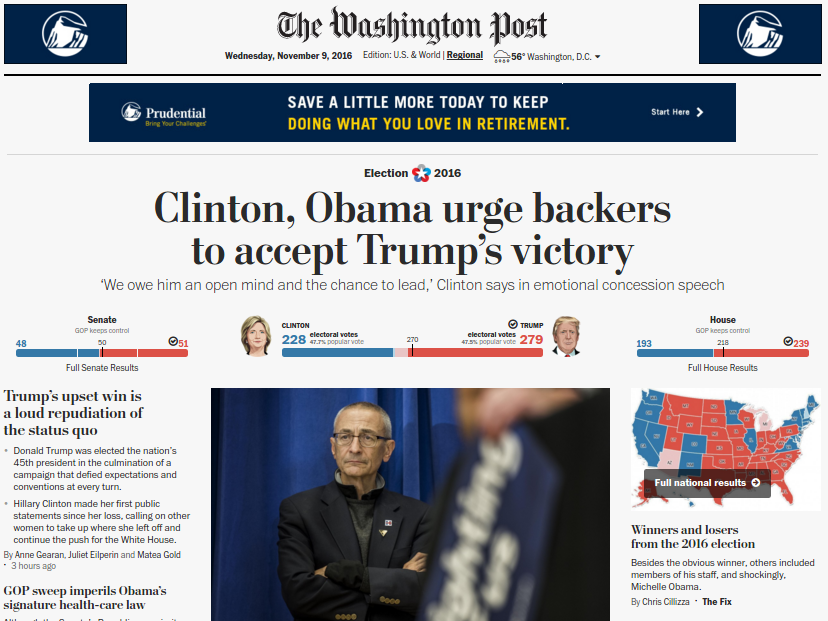 The Washington Post
Wednesday, November 9, 2016 Edition: U.S. & World | Regional 56° Washington, D.C.
Prudential
Bring Your Challenges
SAVE A LITTLE MORE TODAY TO KEEP
DOING WHAT YOU LOVE IN RETIREMENT.
Start Here
Election 2016
Clinton, Obama urge backers
to accept Trump's victory
‘We owe him an open mind and the chance to lead,’ Clinton says in emotional concession speech
Senate
GOP keeps control
48 50 51
Full Senate Results
CLINTON
228 electoral votes
47.7% popular vote
270
TRUMP
electoral votes 279
47.5% popular vote
House
GOP keeps control
193 218 239
Full House Results
Trump's upset win is
a loud repudiation of
the status quo
Donald Trump was elected the nation's
45th president in the culmination of a
campaign that defied expectations and
conventions at every turn.
Hillary Clinton made her first public
statements since her loss, calling on other
women to take up where she left off and
continue the push for the White House.
By Anne Gearan, Juliet Eilperin and Matea Gold
• 3 hours ago
GOP sweep imperils Obama's
signature health-care law
Full national results
Winners and losers
from the 2016 election
Besides the obvious winner, others included
members of his staff, and shockingly,
Michelle Obama.
By Chris Cillizza • The Fix